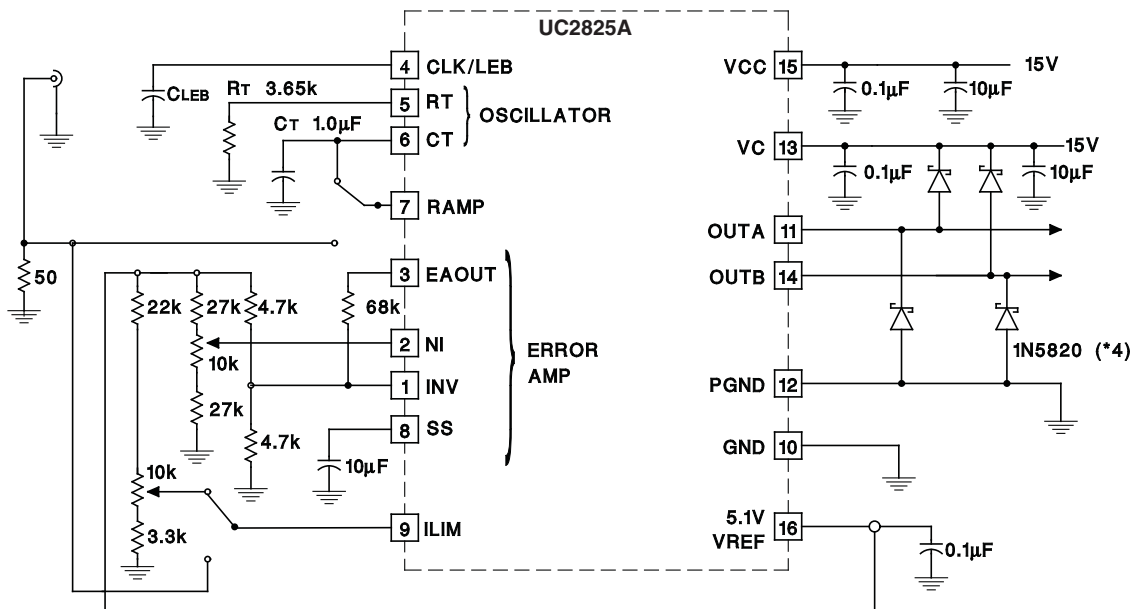 UC2825A
4 CLK/LEB
CLEB
RT 3.65k
5 RT
OSCILLATOR
CT 1.0µF
6 CT
7 RAMP
50
3 EAOUT
22k
27k
4.7k
68k
2 NI
10k
ERROR
AMP
1 INV
27k
8 SS
4.7k
10µF
10k
3.3k
9 ILIM
VCC 15
15V
0.1µF
10µF
VC 13
15V
0.1µF
10µF
OUTA 11
OUTB 14
1N5820 (*4)
PGND 12
GND 10
5.1V
VREF 16
0.1µF